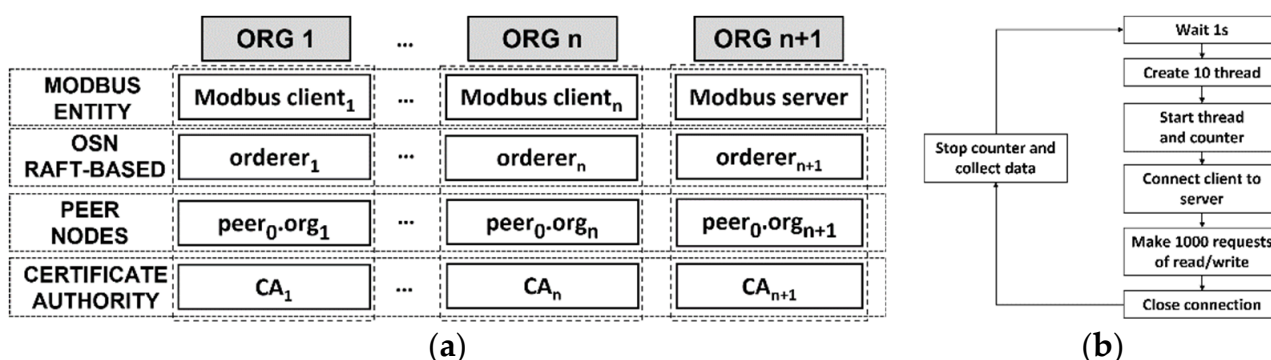 ORG 1 ... ORG n ORG n+1
MODBUS
ENTITY
Modbus client1 ... Modbus clientn Modbus server
OSN
RAFT-BASED
orderer1 ... orderern orderern+1
PEER
NODES
peer0.org1 ... peer0.orgn peer0.orgn+1
CERTIFICATE
AUTHORITY
CA1 ... CAn CAn+1
(a)
Wait 1s
Create 10 thread
Start thread
and counter
Connect client to
server
Make 1000 requests
of read/write
Close connection
Stop counter and
collect data
(b)